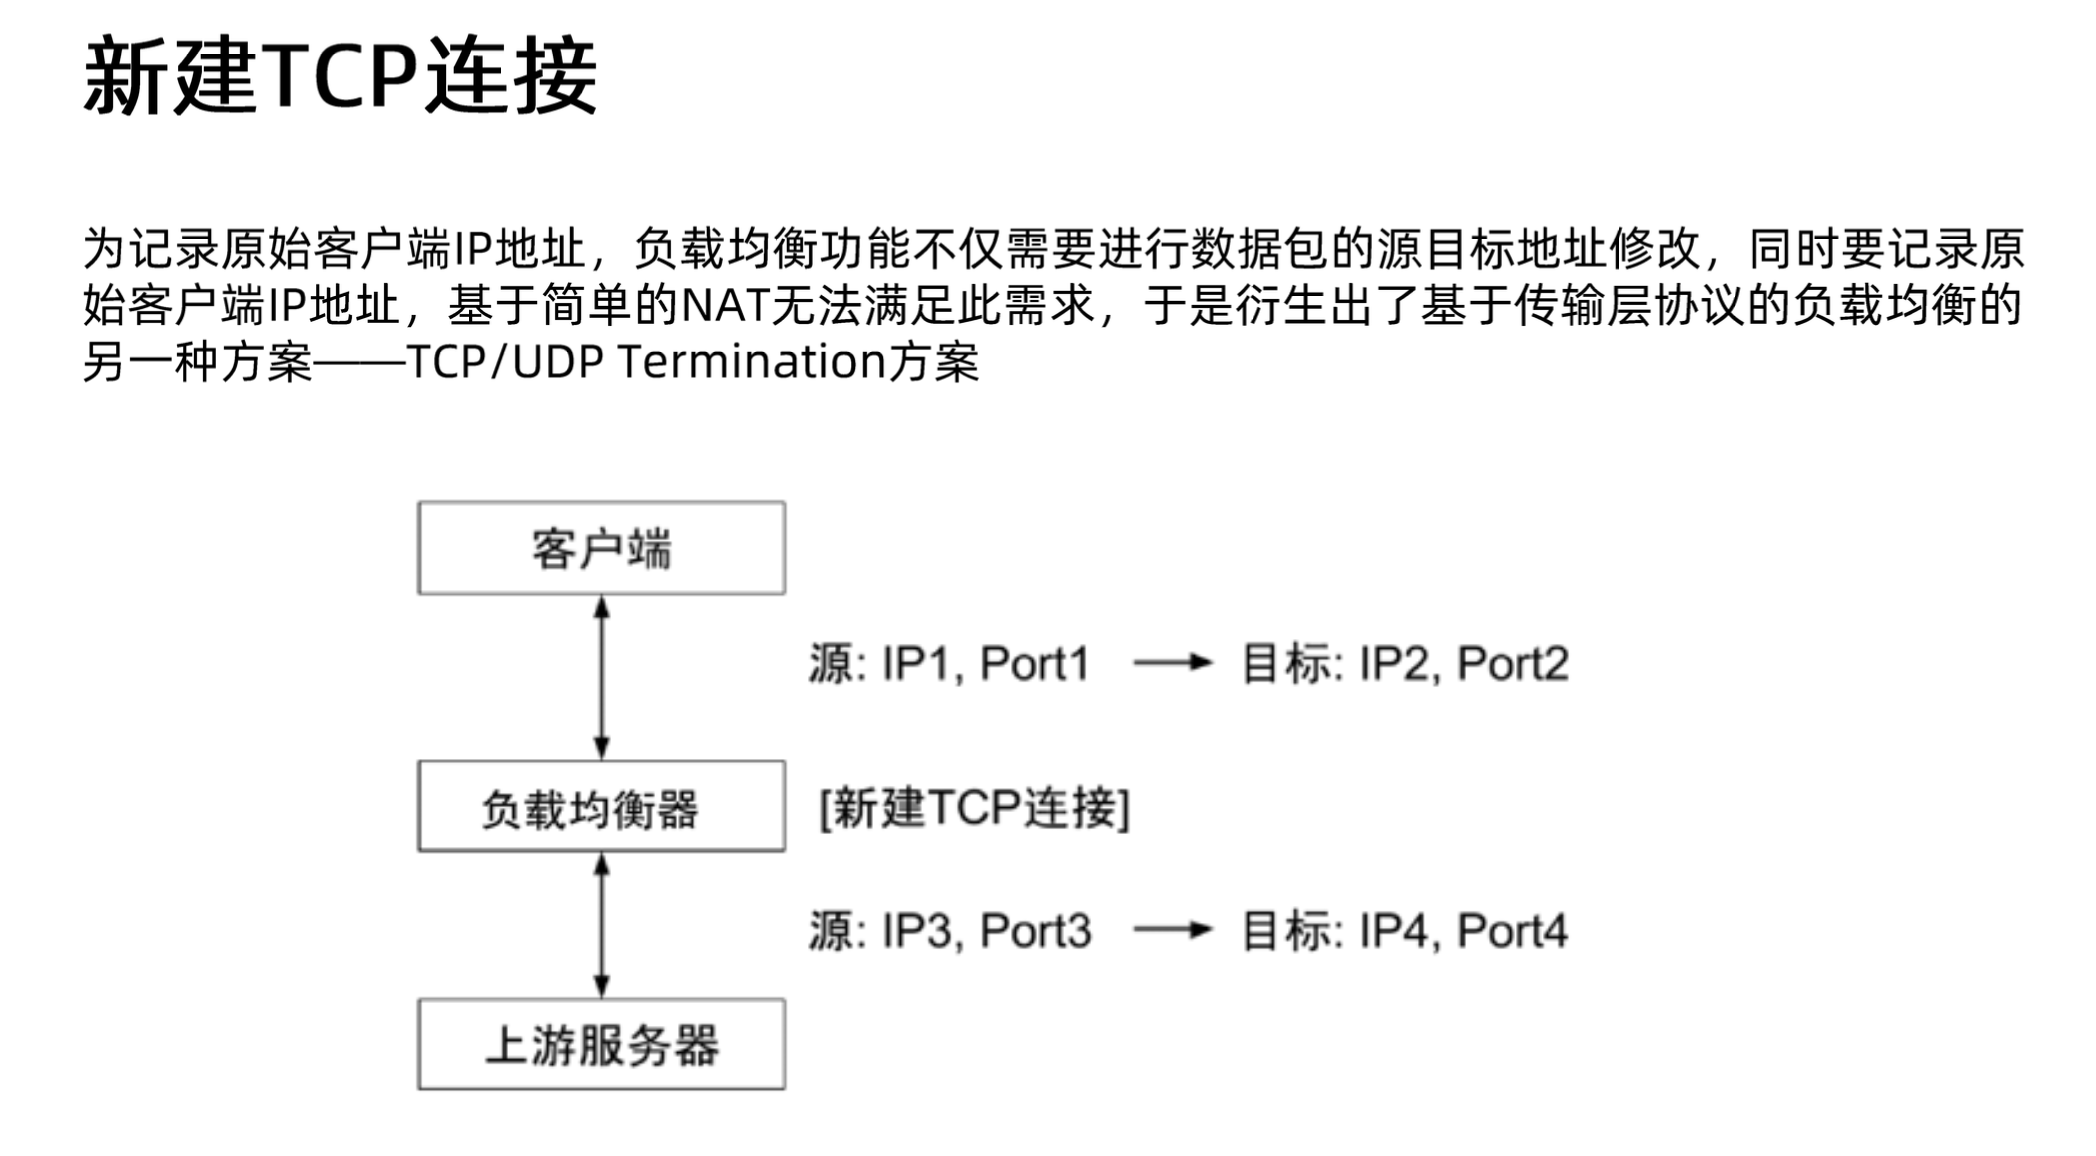 新建TCP连接
为记录原始客户端IP地址，负载均衡功能不仅需要进行数据包的源目标地址修改，同时要记录原
始客户端IP地址，基于简单的NAT无法满足此需求，于是衍生出了基于传输层协议的负载均衡的
另一种方案——TCP/UDP Termination方案
客户端
源: IP1, Port1 → 目标: IP2, Port2
负载均衡器 [新建TCP连接]
源: IP3, Port3 → 目标: IP4, Port4
上游服务器